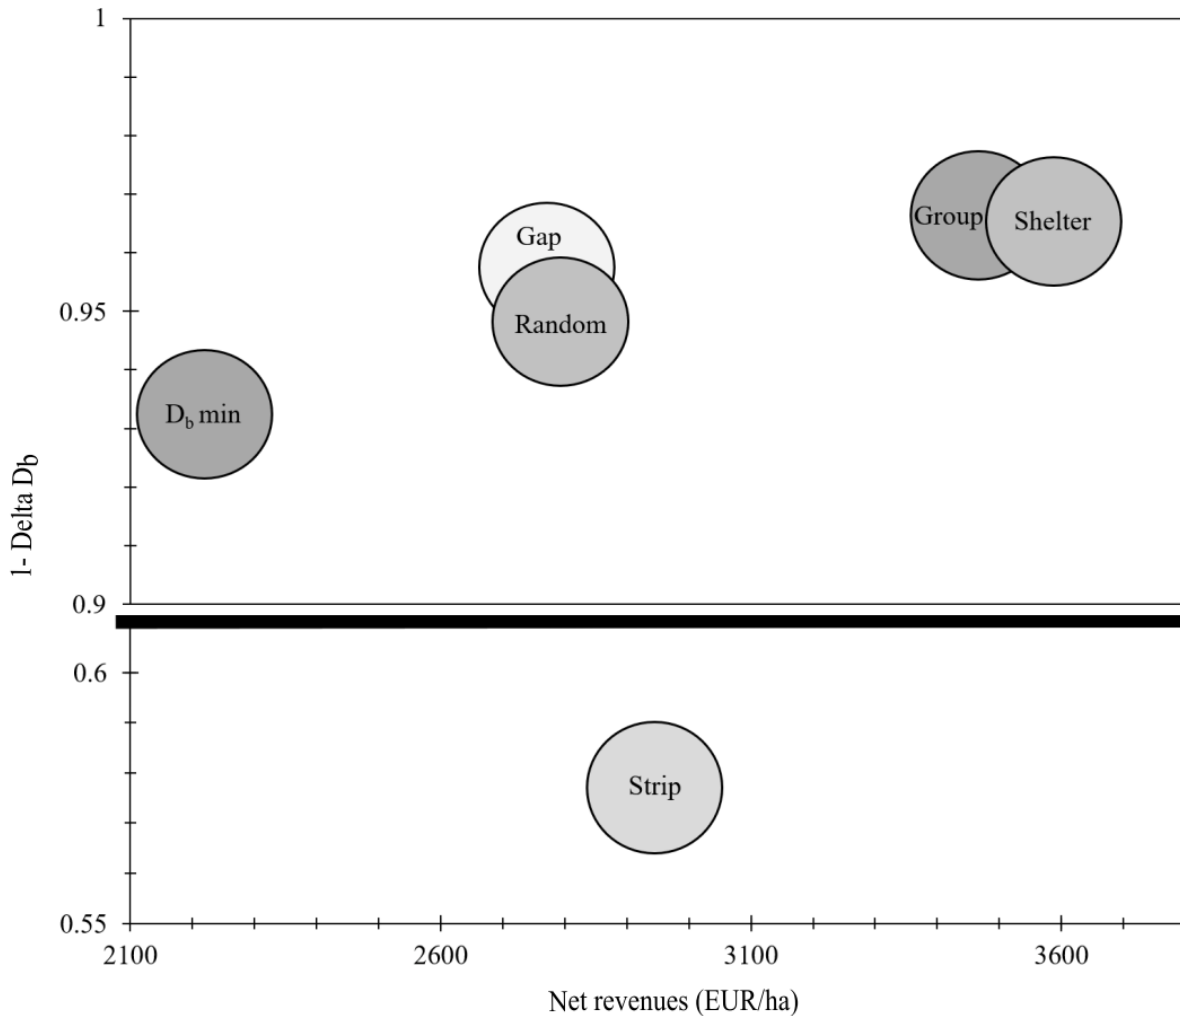 1
Gap
Group
Shelter
0.95
Random
D_b min
1- Delta Db
0.9
0.6
Strip
0.55
2100
2600
3100
3600
Net revenues (EUR/ha)